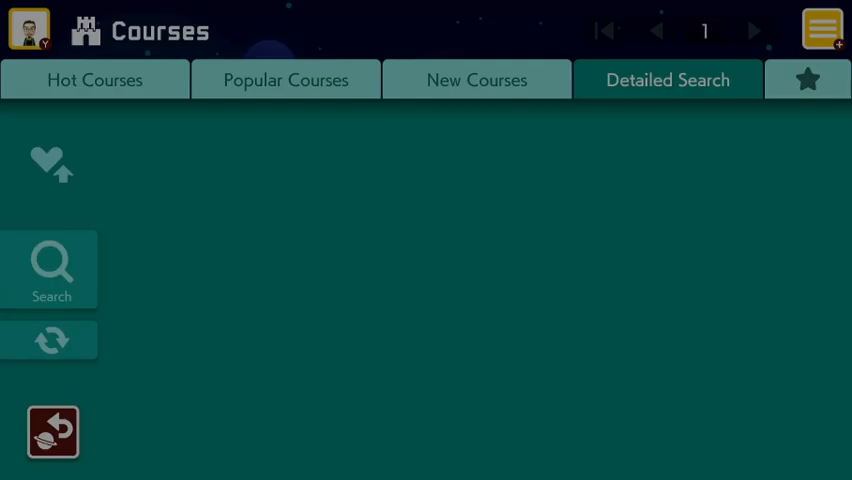 Y
Courses
1
+
Hot Courses
Popular Courses
New Courses
Detailed Search
Search